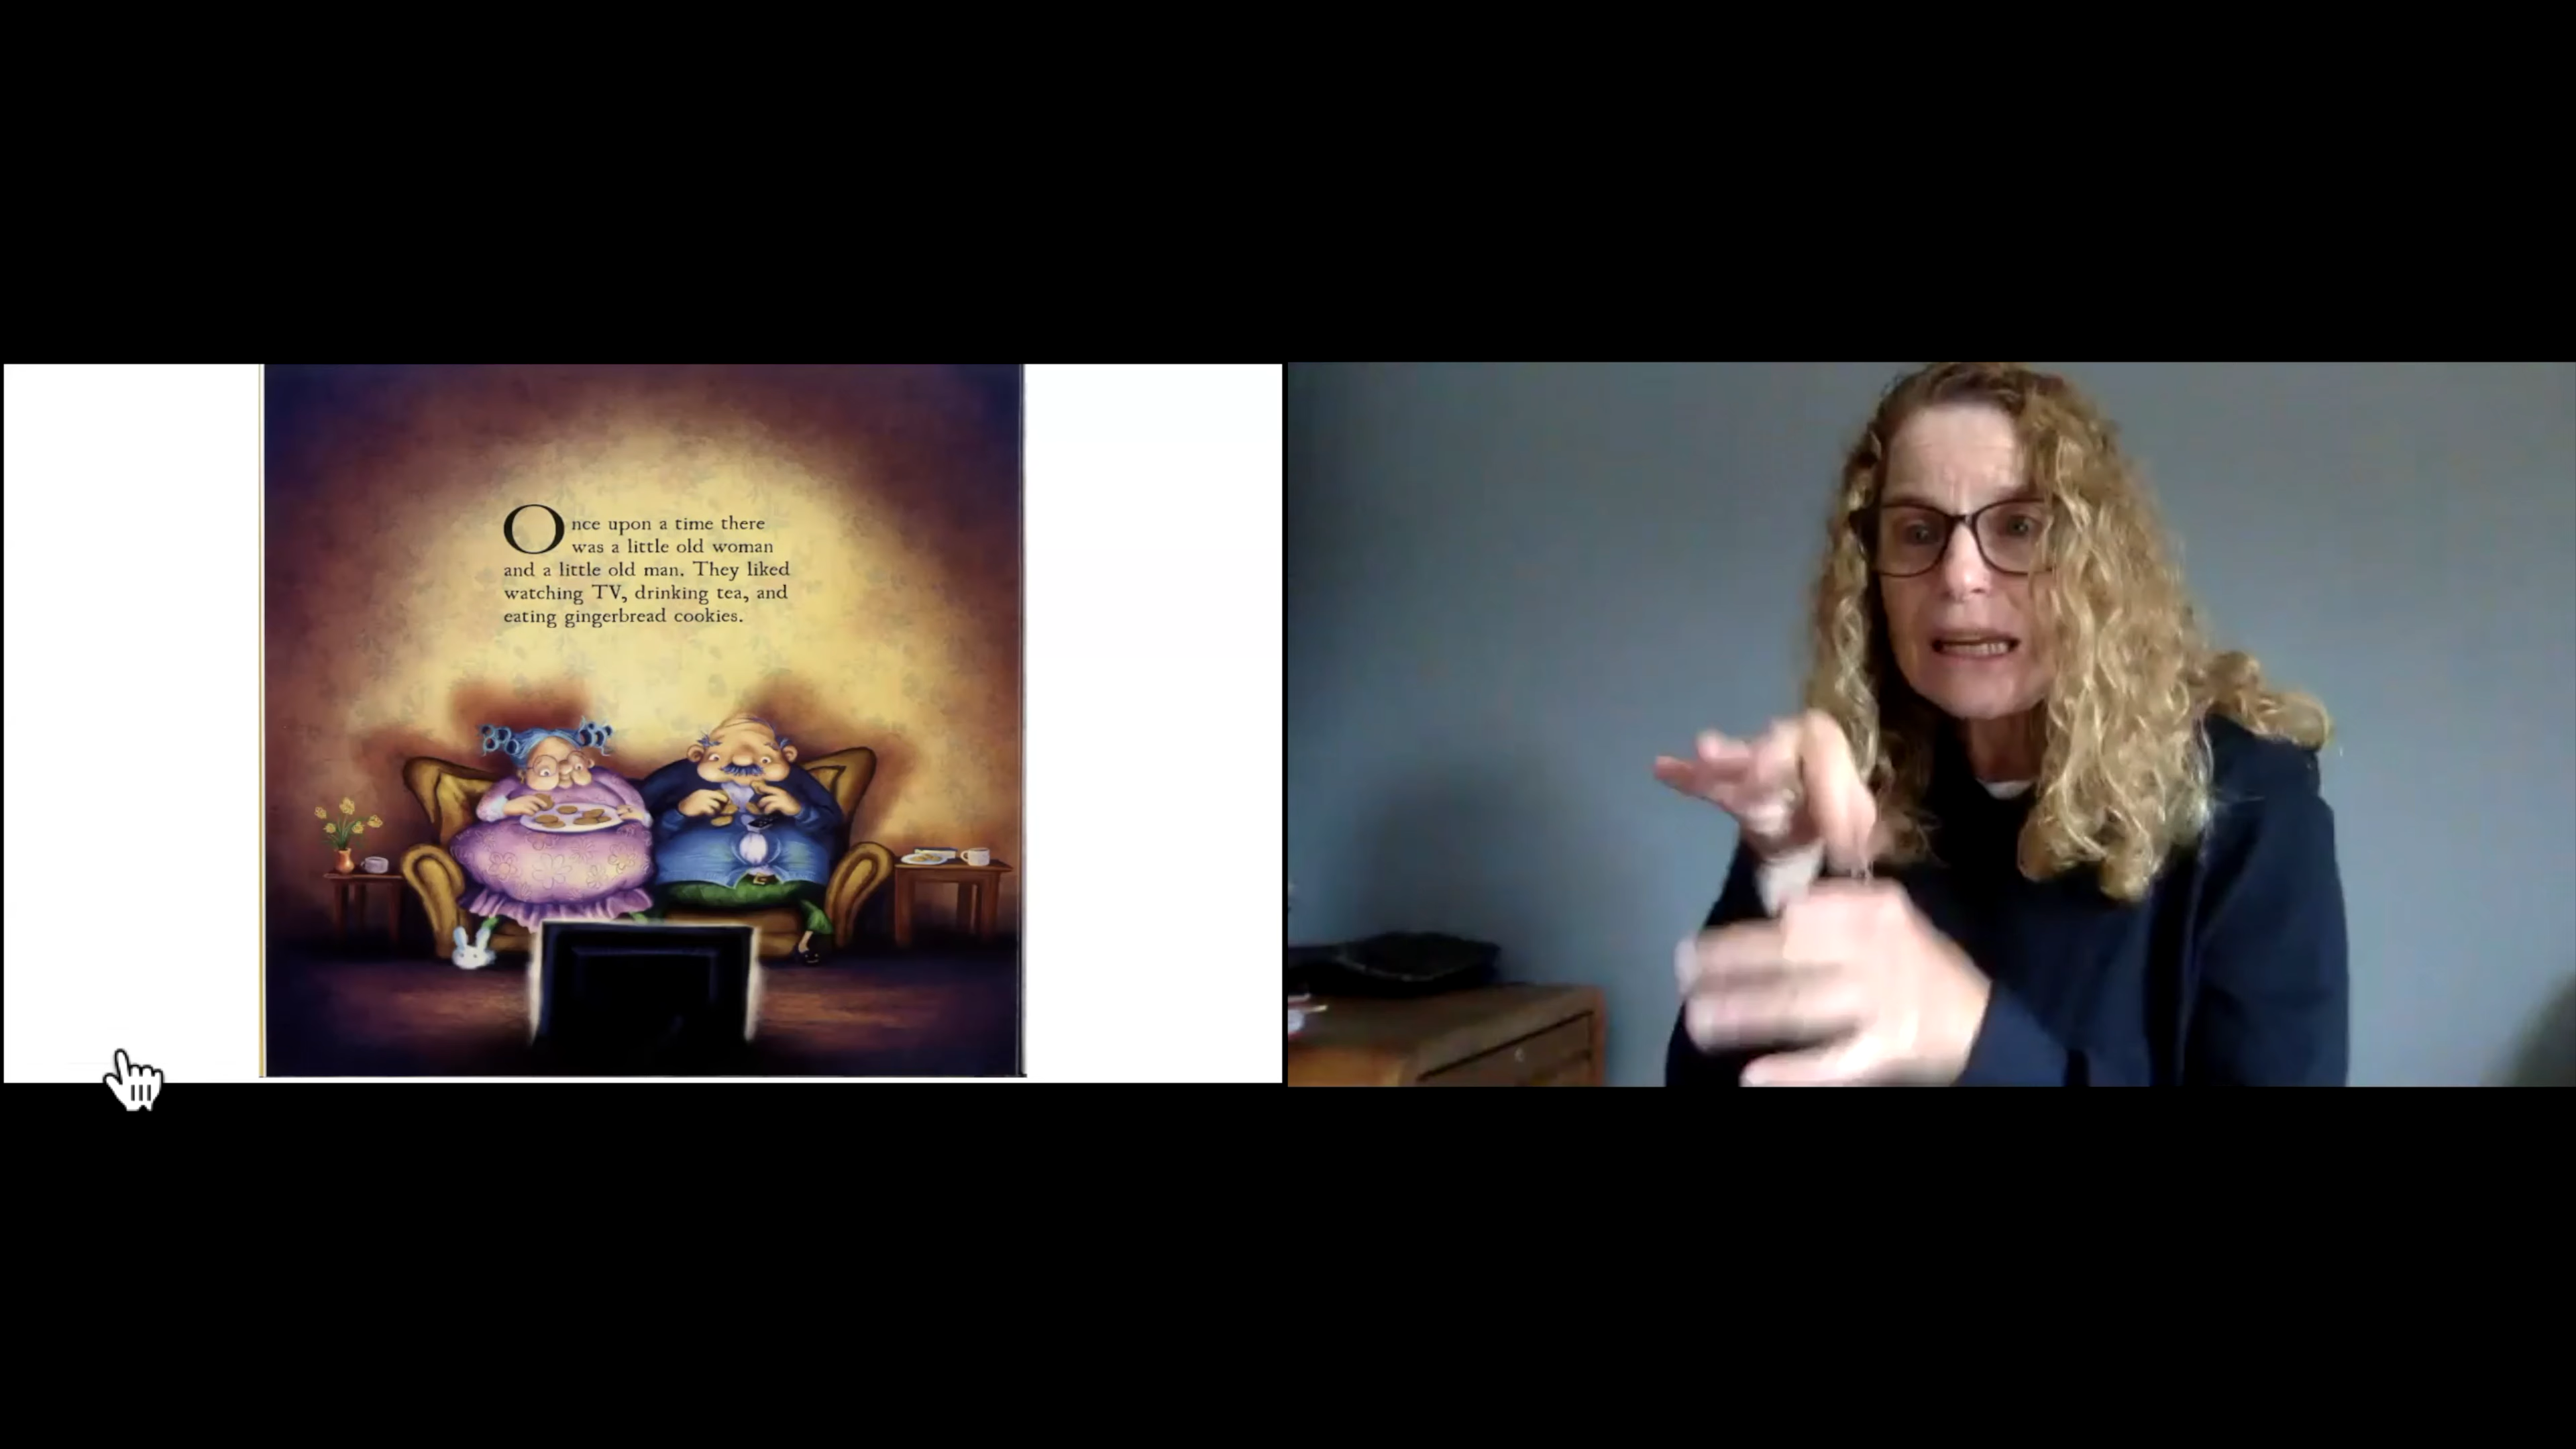 Once upon a time there
was a little old woman
and a little old man. They liked
watching TV, drinking tea, and
eating gingerbread cookies.